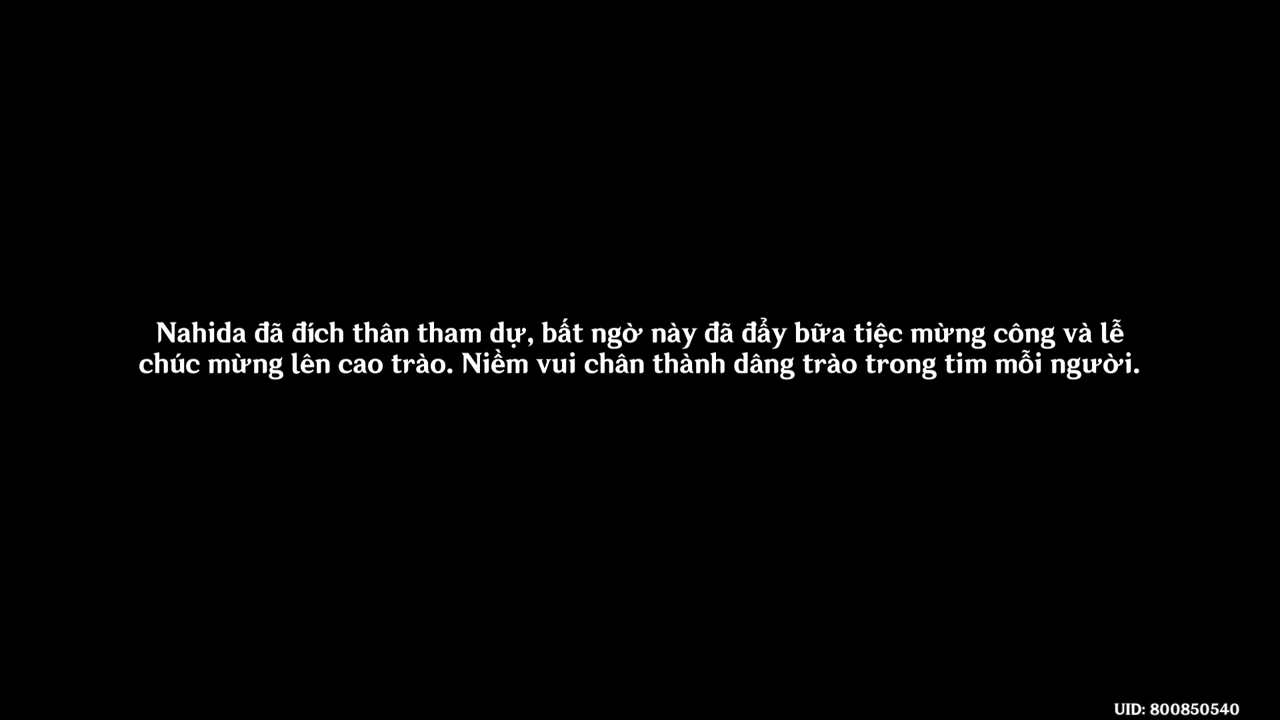 Nahida đã đích thân tham dự, bất ngờ này đã đẩy bữa tiệc mừng công và lễ
chúc mừng lên cao trào. Niềm vui chân thành dâng trào trong tim mỗi người.
UID: 800850540